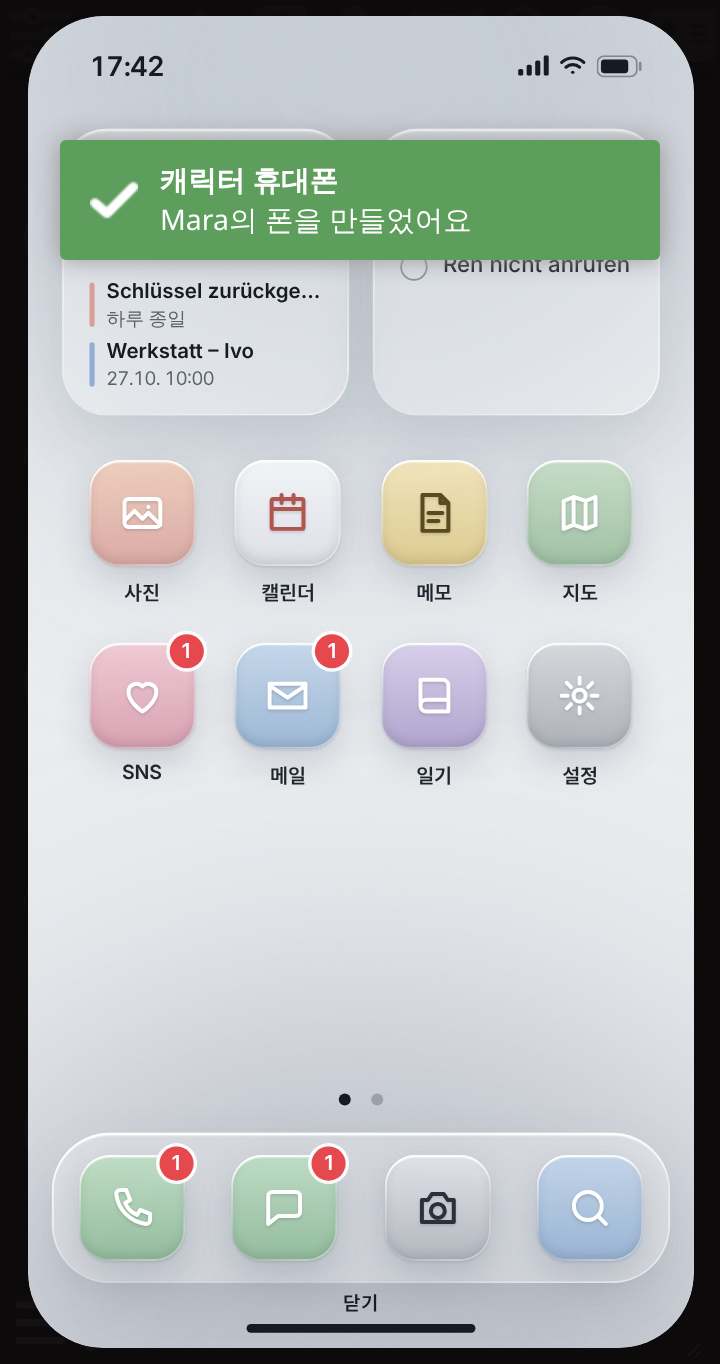 17:42
캐릭터 휴대폰
Mara의 폰을 만들었어요
Ren nicht anrufen
Schlüssel zurückge...
하루 종일
Werkstatt – Ivo
27.10. 10:00
사진
캘린더
메모
지도
1
1
SNS
메일
일기
설정
1
1
닫기